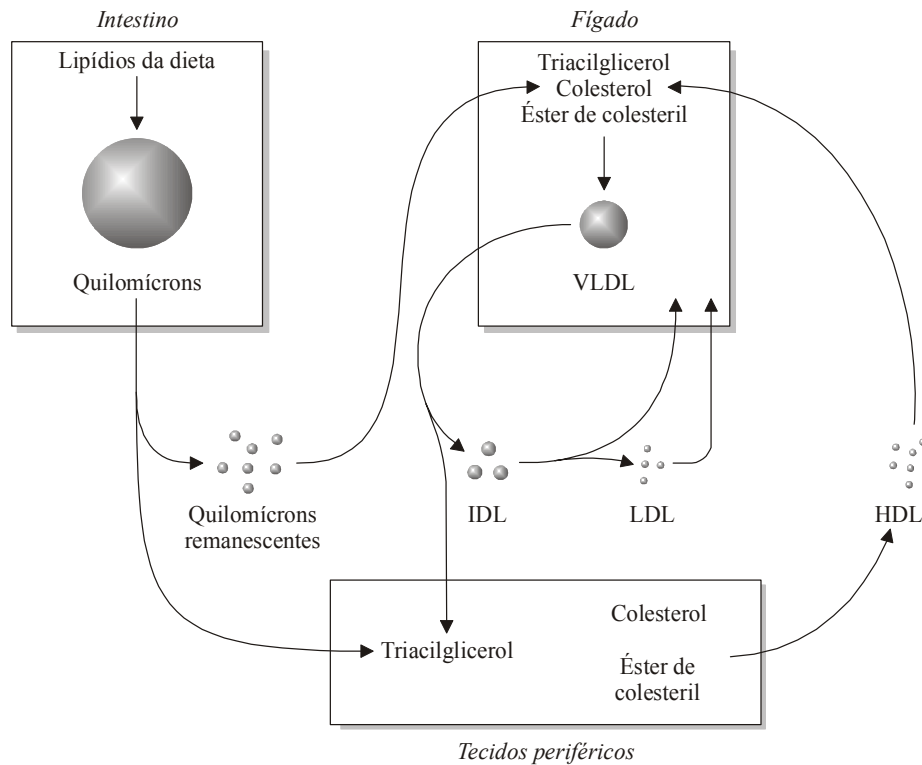 Intestino
Lipídios da dieta
Quilomícrons
Fígado
Triacilglicerol
Colesterol
Éster de colesteril
VLDL
Quilomícrons
remanescentes
IDL
LDL
HDL
Triacilglicerol
Colesterol
Éster de
colesteril
Tecidos periféricos